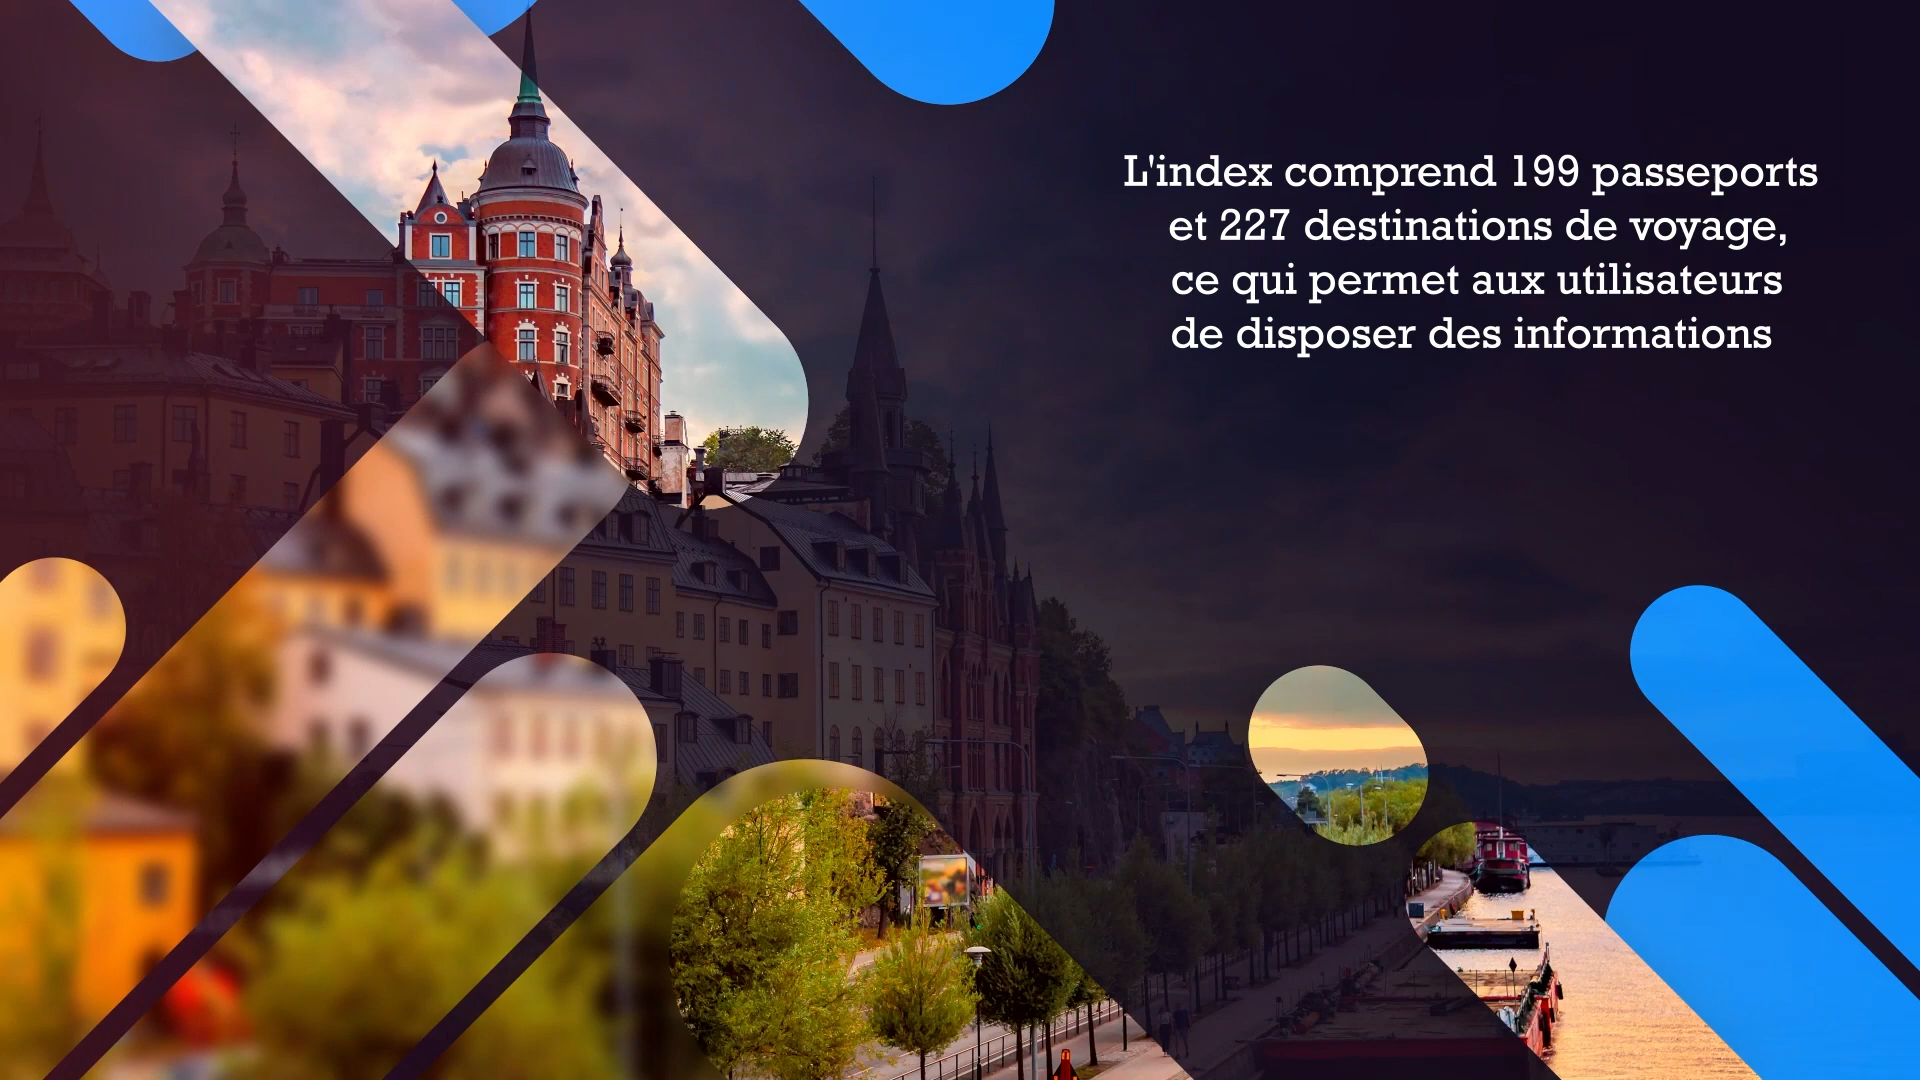 L'index comprend 199 passeports
et 227 destinations de voyage,
ce qui permet aux utilisateurs
de disposer des informations